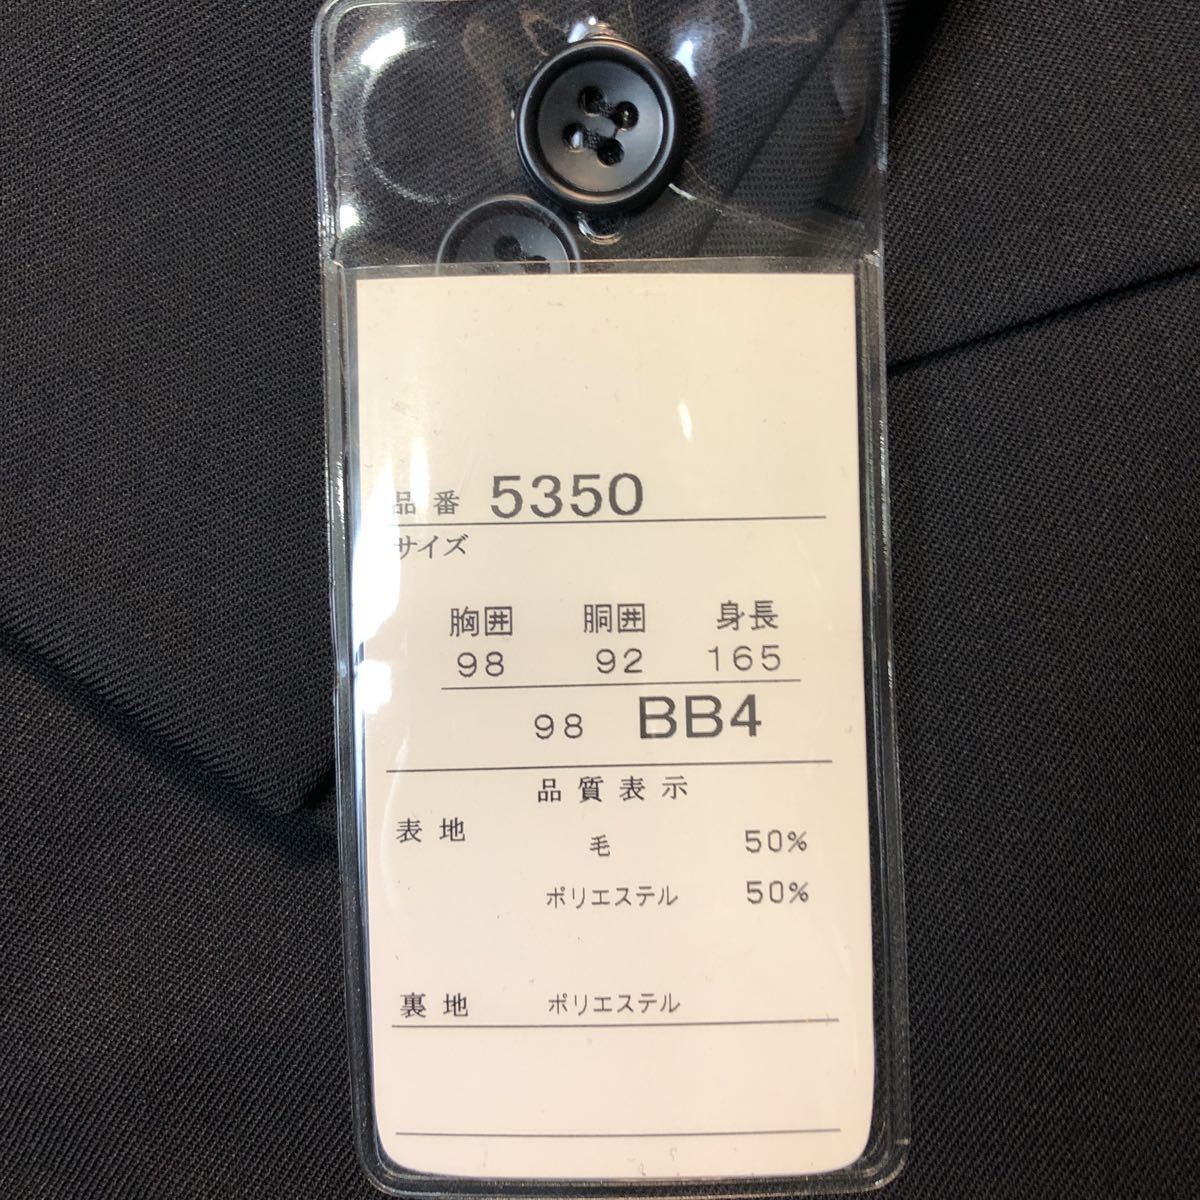 品番 5350
サイズ
胸囲 胴囲 身長
98 92 165
98 BB4
品質表示
表地 毛 50%
ポリエステル 50%
裏地 ポリエステル